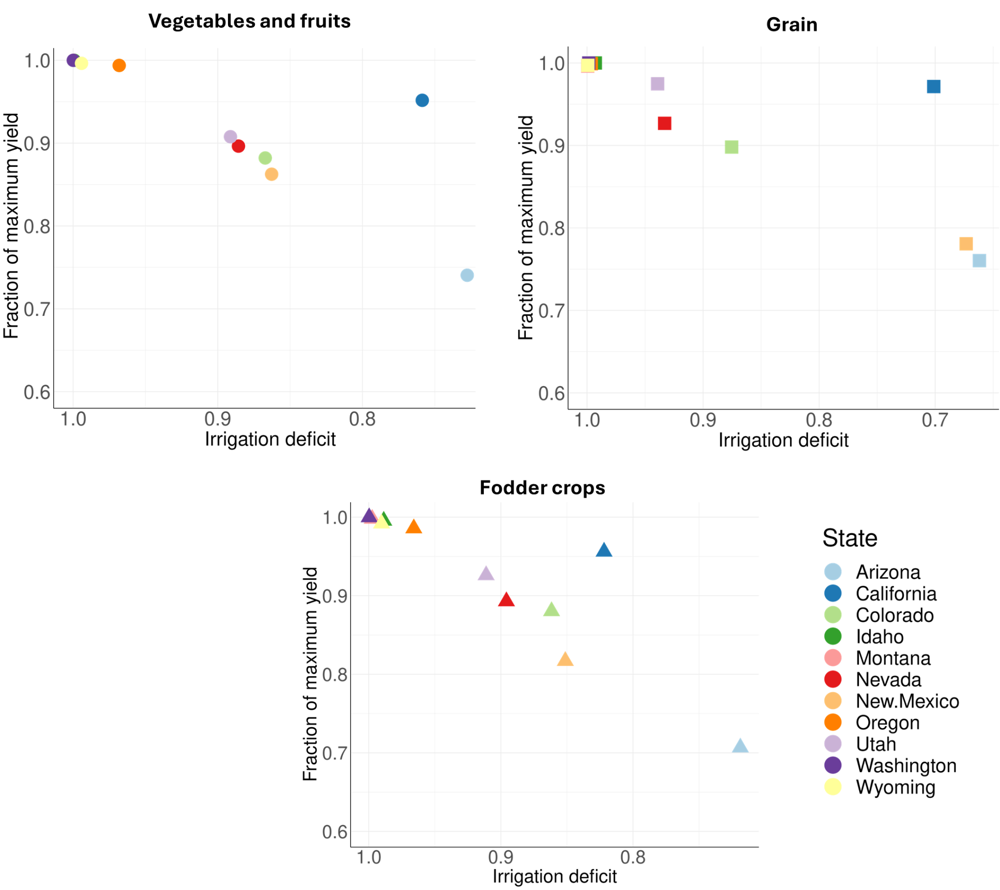 Vegetables and fruits
Fraction of maximum yield
1.0
0.9
0.8
0.7
0.6
1.0 0.9 0.8
Irrigation deficit
Grain
Fraction of maximum yield
1.0
0.9
0.8
0.7
0.6
1.0 0.9 0.8 0.7
Irrigation deficit
Fodder crops
Fraction of maximum yield
1.0
0.9
0.8
0.7
0.6
1.0 0.9 0.8
Irrigation deficit
State
Arizona
California
Colorado
Idaho
Montana
Nevada
New.Mexico
Oregon
Utah
Washington
Wyoming